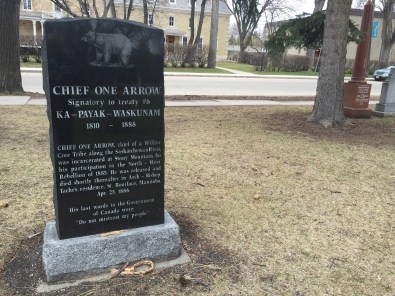 CHIEF ONE ARROW
Signatory to treaty #6
KA-PAYAK-WASKUNAM
1810 - 1886
CHIEF ONE ARROW, chief of a Willow
Cree Tribe along the Saskatchewan River
was incarcerated at Stony Mountain for
his participation in the North-West
Rebellion of 1885. He was released and
died shortly thereafter in Arch-Bishop
Tache's residence, St. Boniface, Manitoba,
Apr. 25, 1886.
His last words to the Government
of Canada were
"Do not mistreat my people"